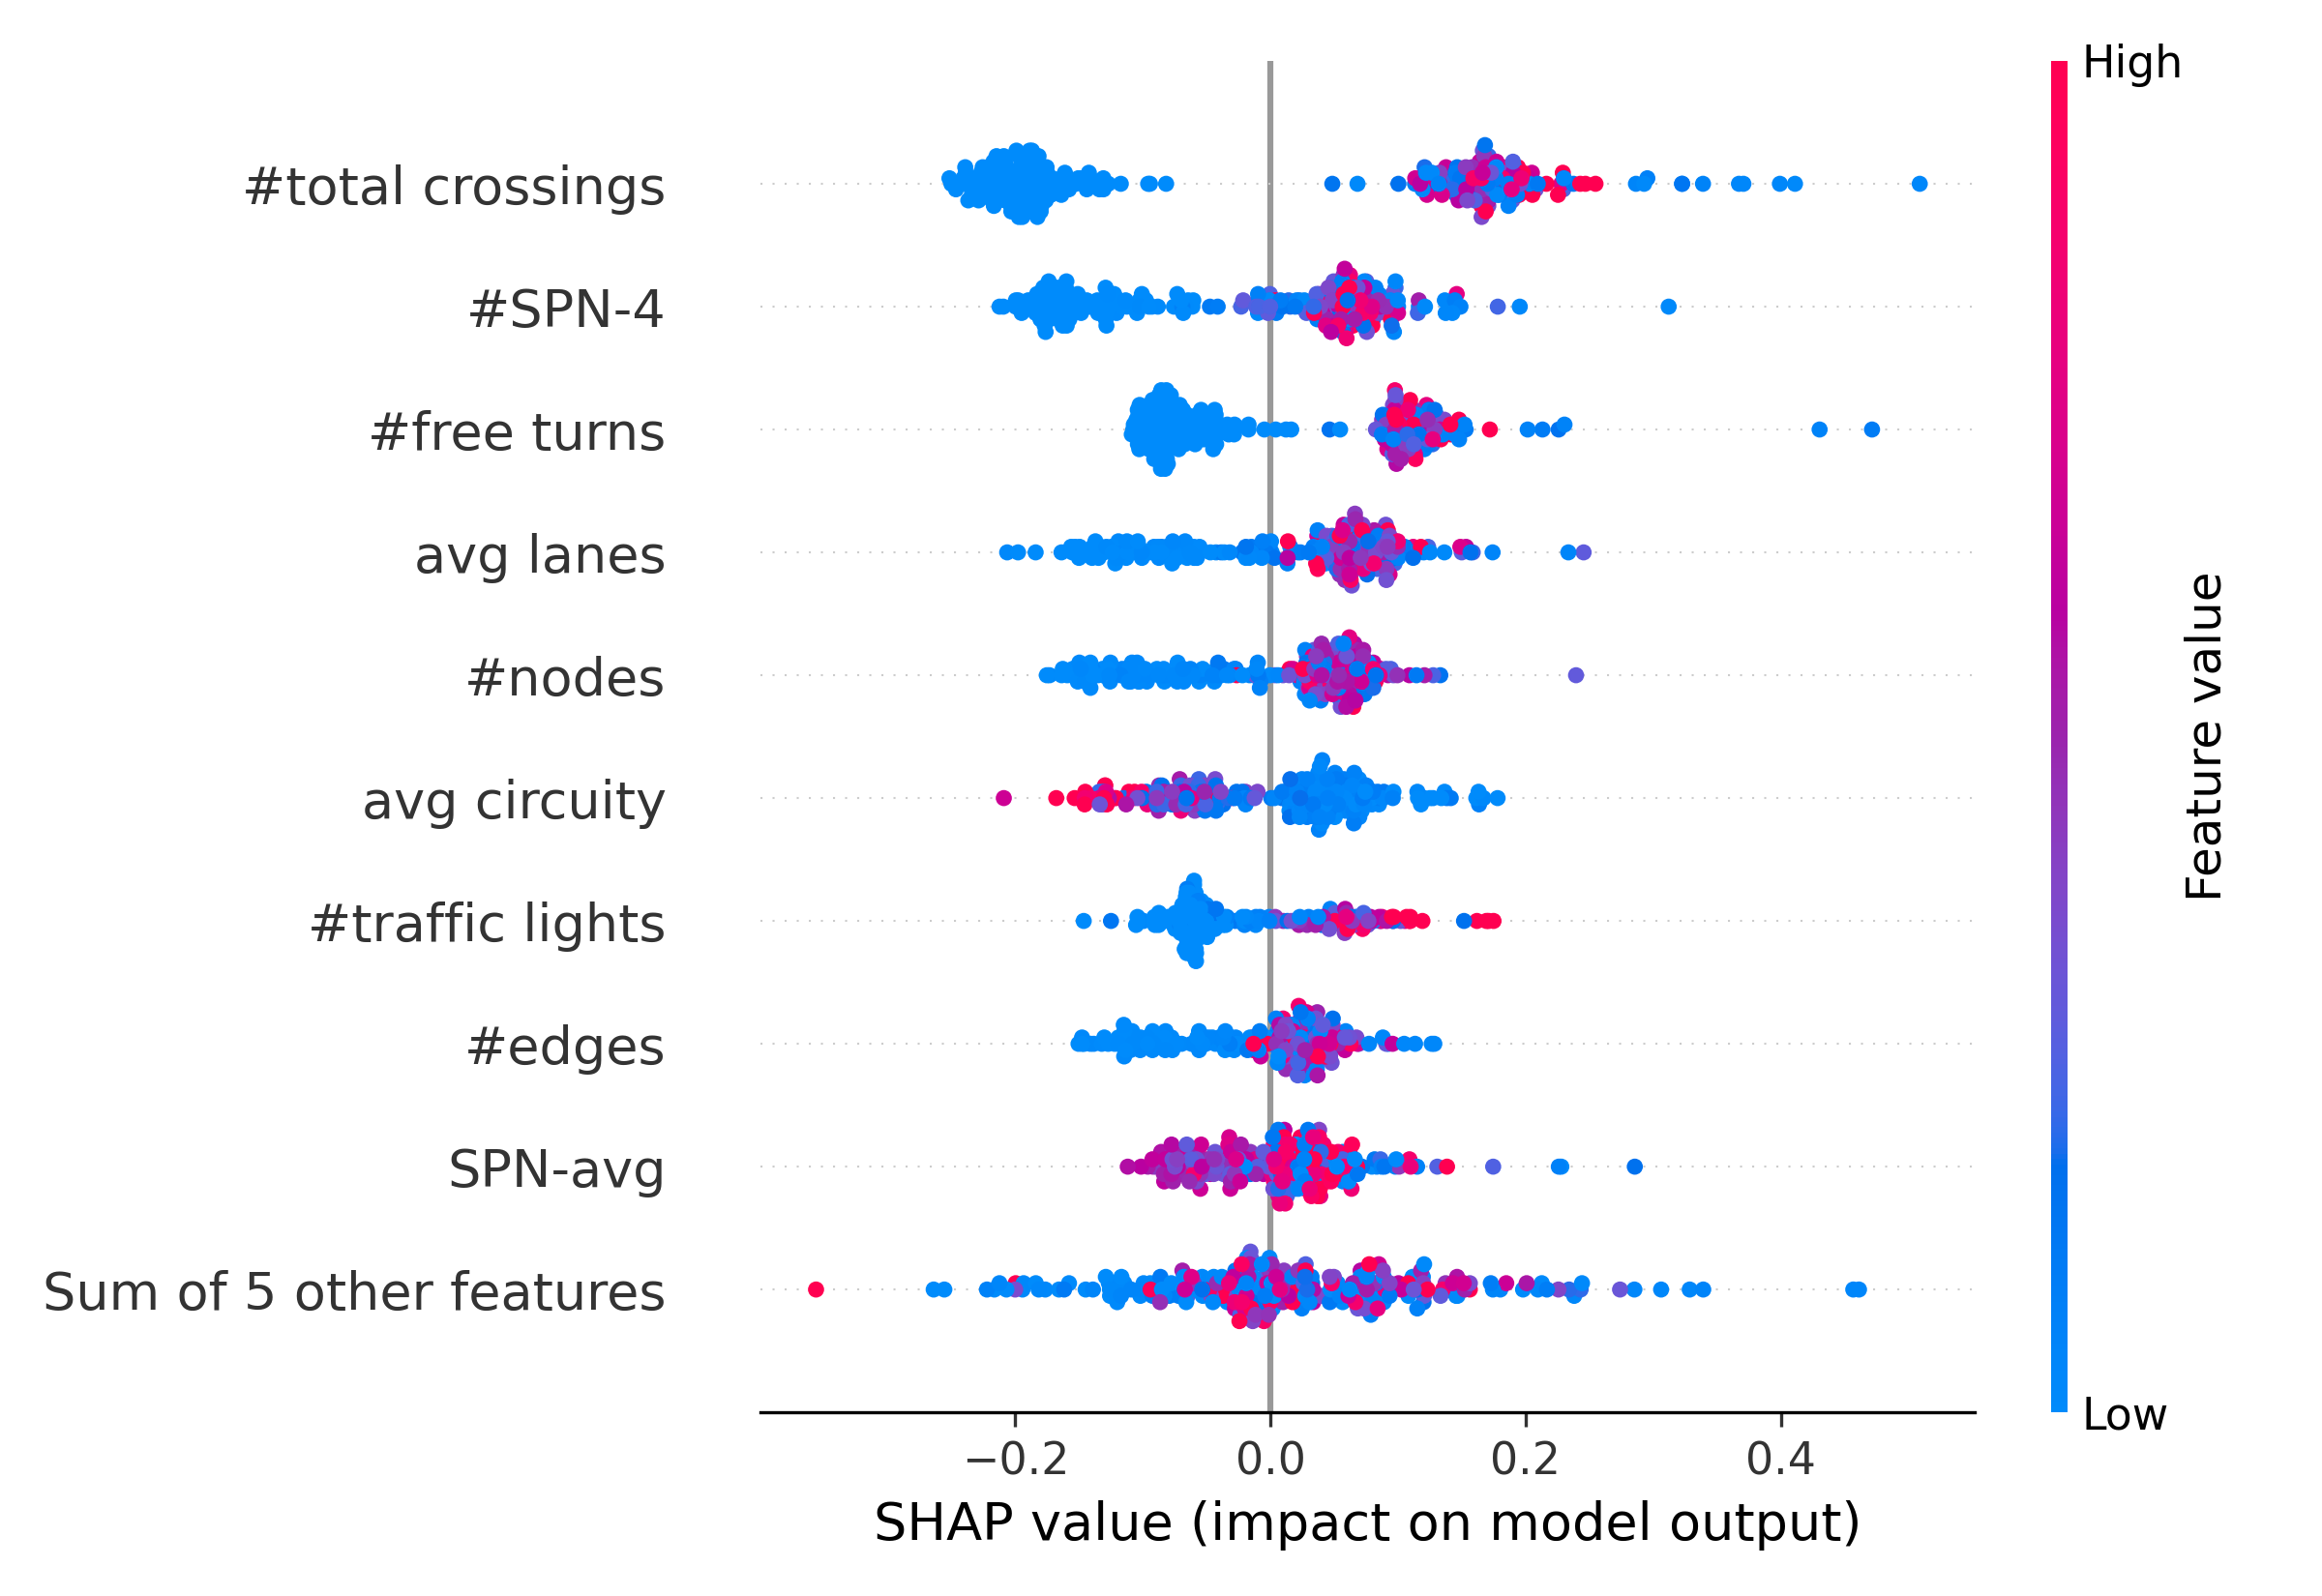 High
#total crossings
#SPN-4
#free turns
avg lanes
#nodes
avg circuity
#traffic lights
#edges
SPN-avg
Sum of 5 other features
Feature value
Low
−0.2 0.0 0.2 0.4
SHAP value (impact on model output)